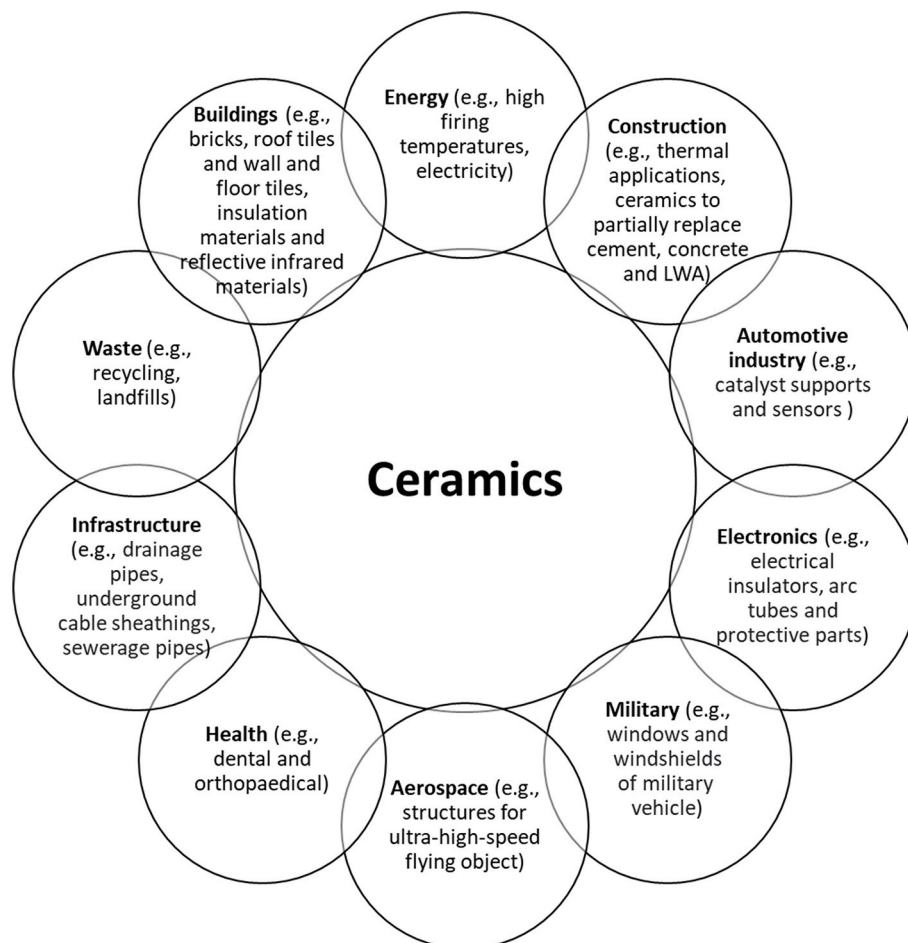 Energy (e.g., high
firing
temperatures,
electricity)
Construction
(e.g., thermal
applications,
ceramics to
partially replace
cement, concrete
and LWA)
Automotive
industry (e.g.,
catalyst supports
and sensors )
Electronics (e.g.,
electrical
insulators, arc
tubes and
protective parts)
Military (e.g.,
windows and
windshields
of military
vehicle)
Aerospace (e.g.,
structures for
ultra-high-speed
flying object)
Health (e.g.,
dental and
orthopaedical)
Infrastructure
(e.g., drainage
pipes,
underground
cable sheathings,
sewerage pipes)
Waste (e.g.,
recycling,
landfills)
Buildings (e.g.,
bricks, roof tiles
and wall and
floor tiles,
insulation
materials and
reflective infrared
materials)
Ceramics